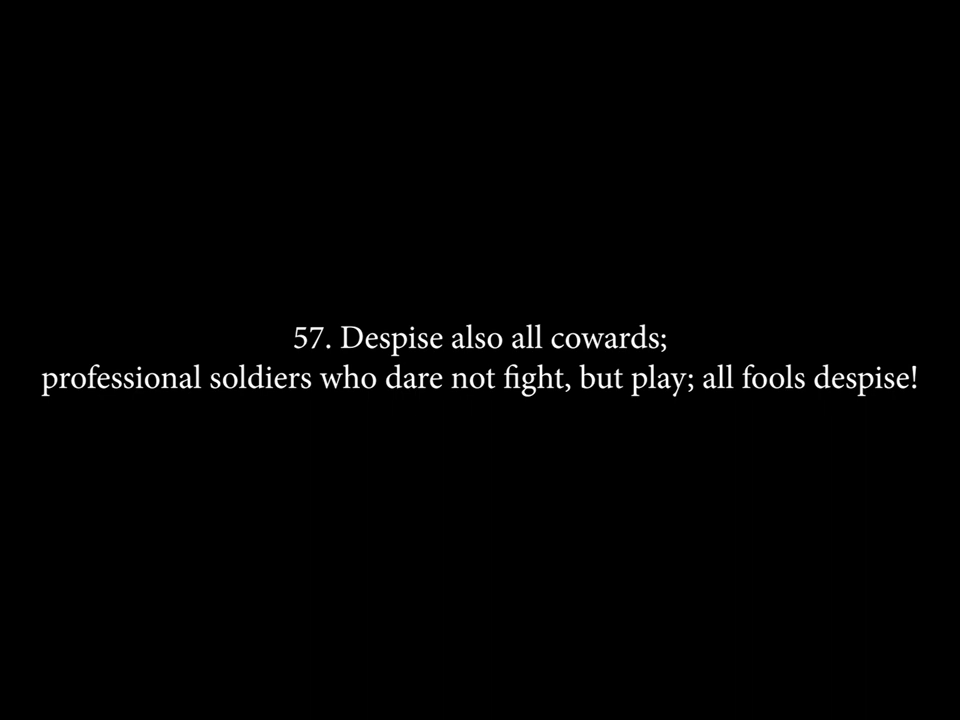 57. Despise also all cowards;
professional soldiers who dare not fight, but play; all fools despise!